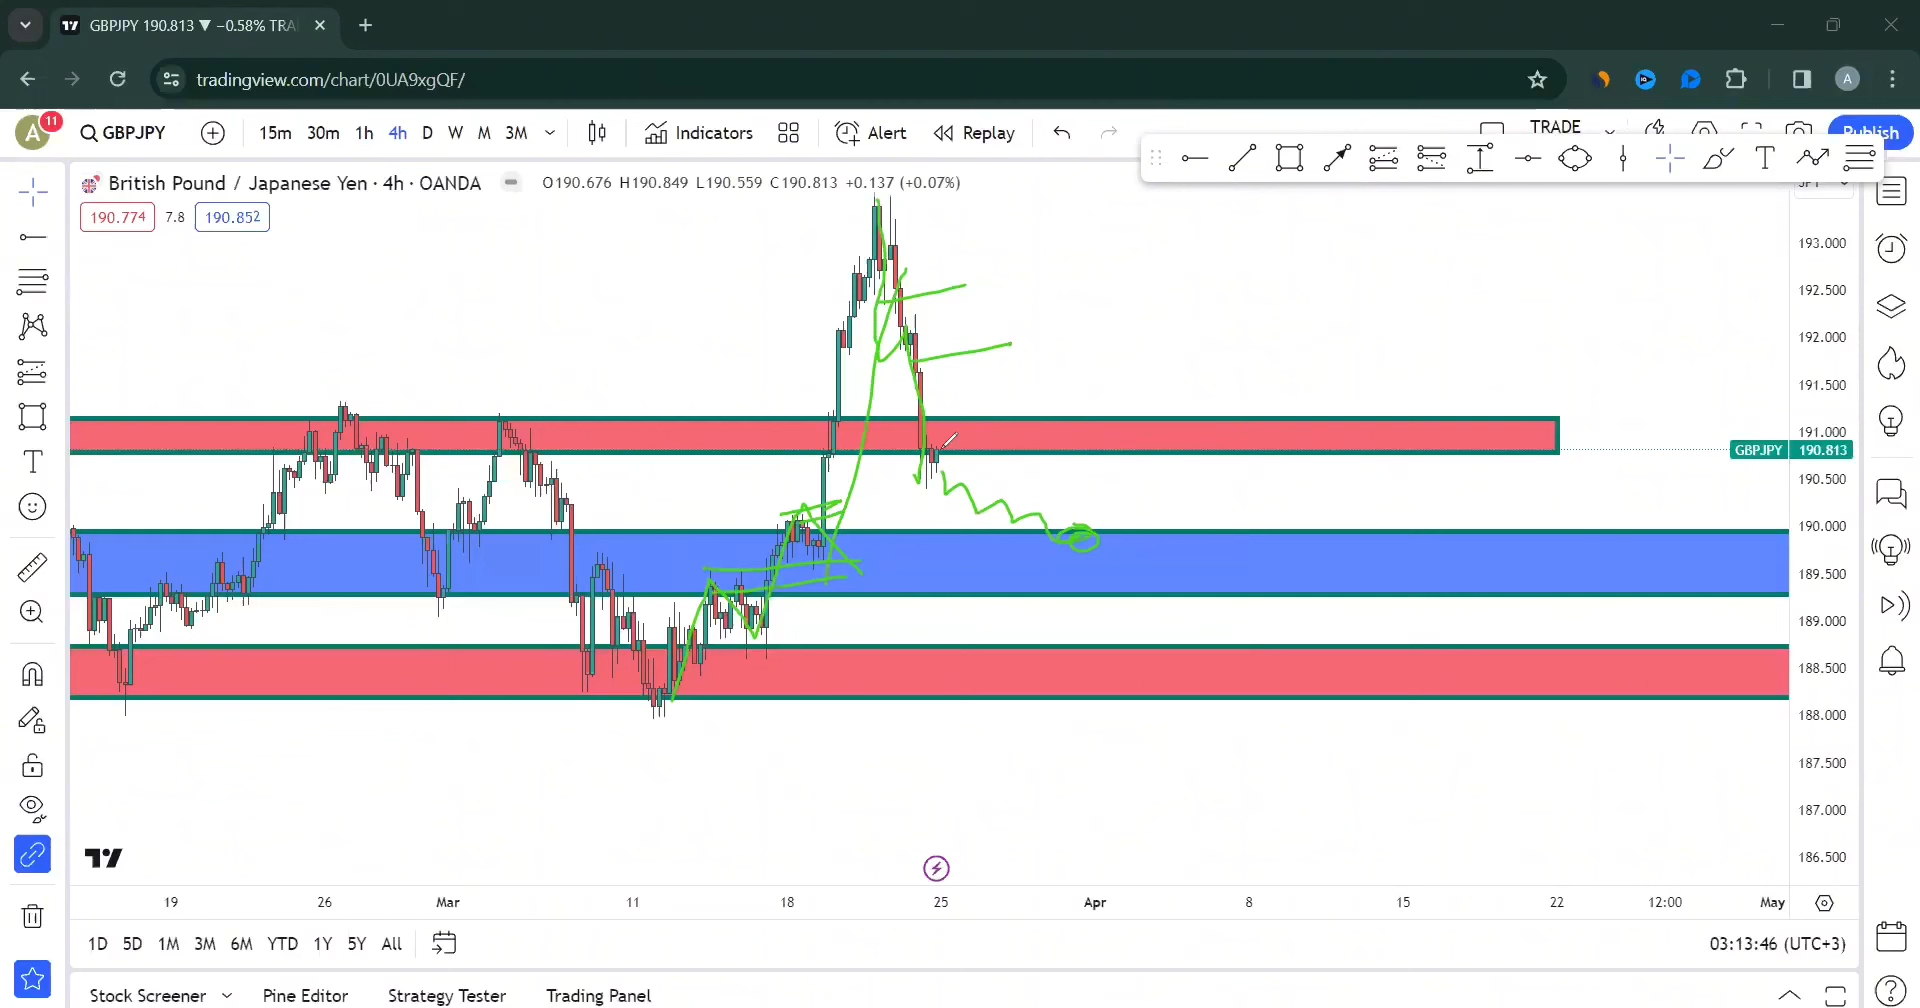 GBPJPY 190.813 ▼ −0.58% TRA
tradingview.com/chart/0UA9xgQF/
A
A
11
GBPJPY
15m 30m 1h 4h D W M 3M
Indicators
Alert
Replay
TRADE
Publish
British Pound / Japanese Yen · 4h · OANDA
O190.676 H190.849 L190.559 C190.813 +0.137 (+0.07%)
JPY
190.774 7.8 190.852
193.000
192.500
192.000
191.500
191.000
GBPJPY 190.813
190.500
190.000
189.500
189.000
188.500
188.000
187.500
187.000
186.500
19 26 Mar 11 18 25 Apr 8 15 22 12:00 May
1D 5D 1M 3M 6M YTD 1Y 5Y All
03:13:46 (UTC+3)
Stock Screener Pine Editor Strategy Tester Trading Panel